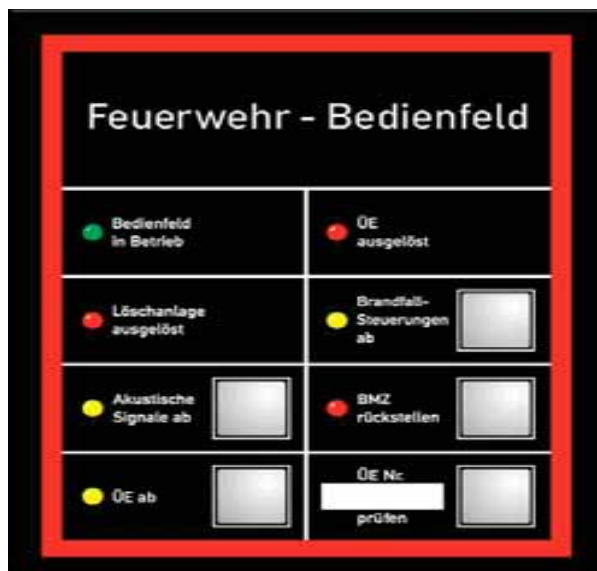 Feuerwehr - Bedienfeld
Bedienfeld
in Betrieb
ÜE
ausgelöst
Löschanlage
ausgelöst
Brandfall-
Steuerungen
ab
Akustische
Signale ab
BMZ
rückstellen
ÜE ab
ÜE Nr.
prüfen